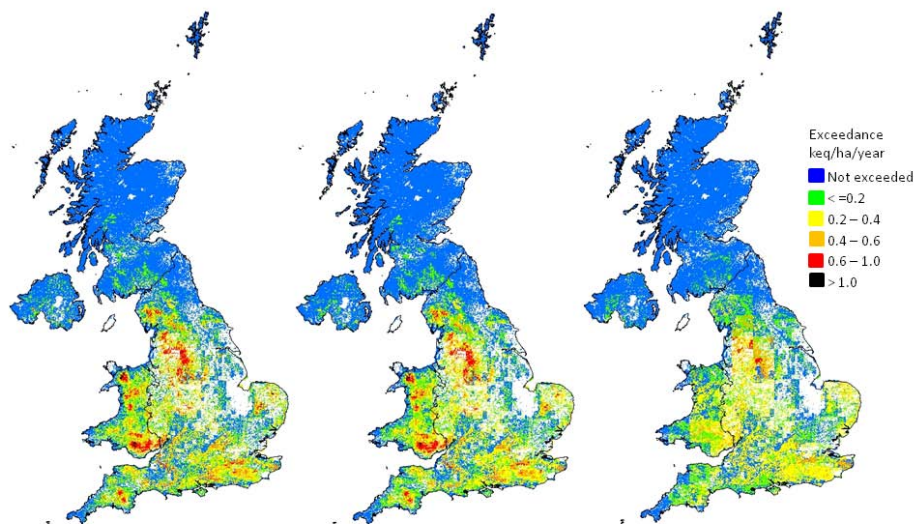 Exceedance
keq/ha/year
Not exceeded
<=0.2
0.2 – 0.4
0.4 – 0.6
0.6 – 1.0
>1.0